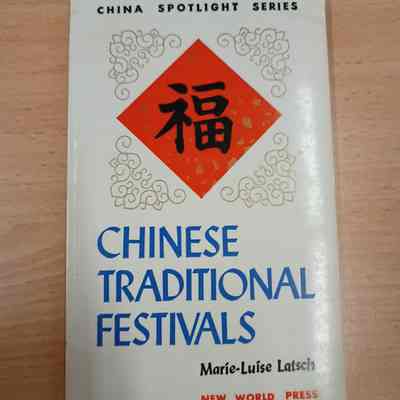 CHINA SPOTLIGHT SERIES
福
CHINESE
TRADITIONAL
FESTIVALS
Marie-Luise Latsch
NEW WORLD PRESS